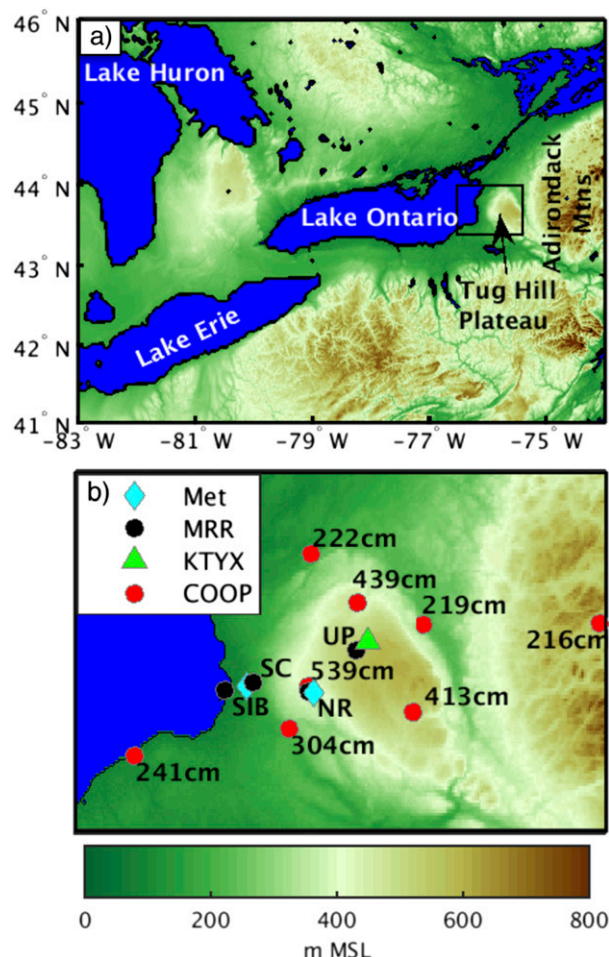 a)
46° N
45° N
44° N
43° N
42° N
41° N
Lake Huron
Lake Ontario
Lake Erie
Adirondack
Mtns
Tug Hill
Plateau
-83° W
-81° W
-79° W
-77° W
-75° W
b)
Met
MRR
KTYX
COOP
222cm
439cm
219cm
216cm
UP
SC
539cm
SIB
NR
413cm
304cm
241cm
0
200
400
600
800
m MSL